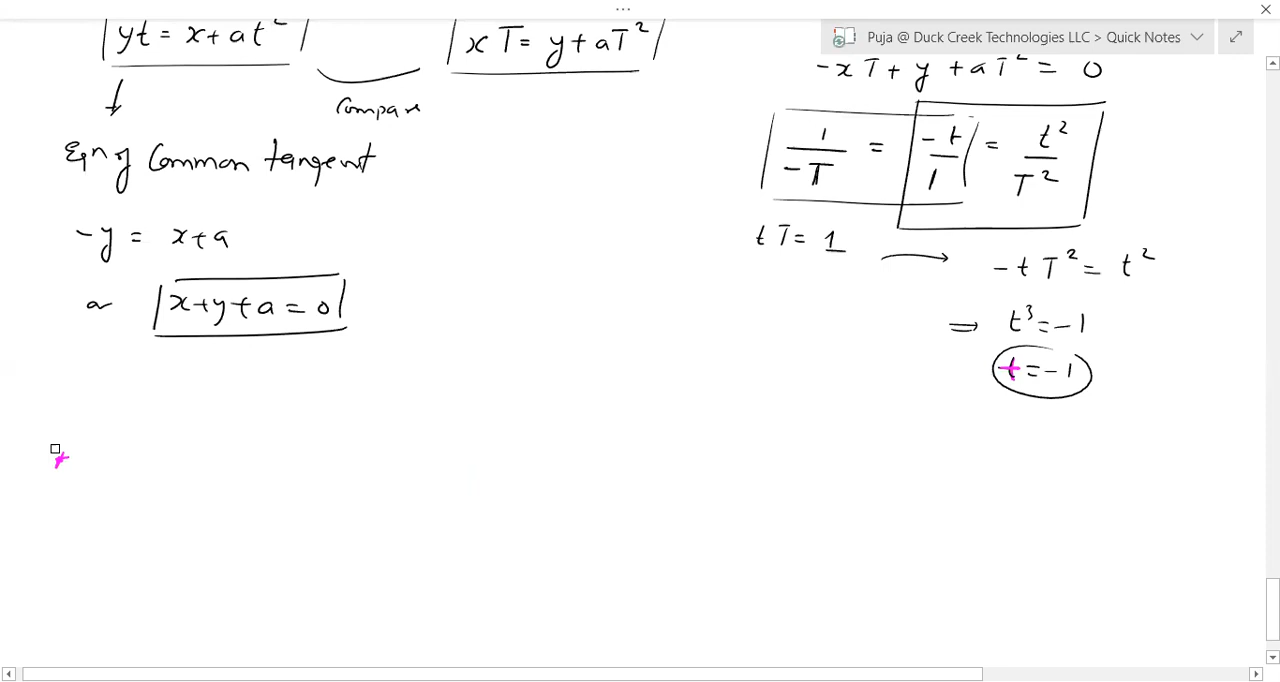 Puja @ Duck Creek Technologies LLC > Quick Notes
yt = x + at²
xT = y + aT²
Compare
Eqn of Common tangent
-y = x + a
or x+y+a=0
-xT + y + aT² = 0
1/-T = -t/1 = t²/T²
tT = 1
-tT² = t²
⇒ t³ = -1
t = -1